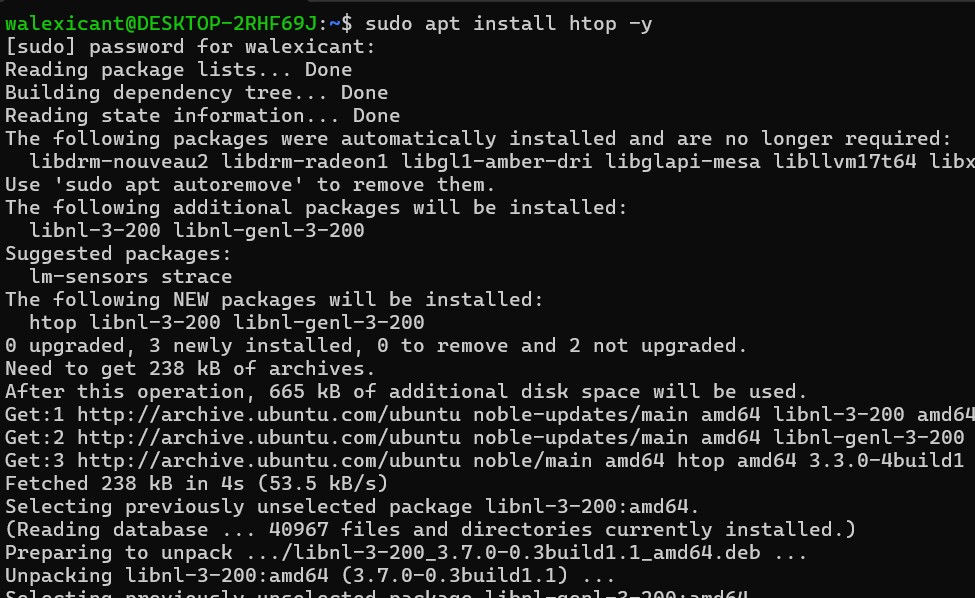 walexicant@DESKTOP-2RHF69J:~$ sudo apt install htop -y
[sudo] password for walexicant:
Reading package lists... Done
Building dependency tree... Done
Reading state information... Done
The following packages were automatically installed and are no longer required:
  libdrm-nouveau2 libdrm-radeon1 libgl1-amber-dri libglapi-mesa libllvm17t64 libx
Use 'sudo apt autoremove' to remove them.
The following additional packages will be installed:
  libnl-3-200 libnl-genl-3-200
Suggested packages:
  lm-sensors strace
The following NEW packages will be installed:
  htop libnl-3-200 libnl-genl-3-200
0 upgraded, 3 newly installed, 0 to remove and 2 not upgraded.
Need to get 238 kB of archives.
After this operation, 665 kB of additional disk space will be used.
Get:1 http://archive.ubuntu.com/ubuntu noble-updates/main amd64 libnl-3-200 amd64
Get:2 http://archive.ubuntu.com/ubuntu noble-updates/main amd64 libnl-genl-3-200
Get:3 http://archive.ubuntu.com/ubuntu noble/main amd64 htop amd64 3.3.0-4build1
Fetched 238 kB in 4s (53.5 kB/s)
Selecting previously unselected package libnl-3-200:amd64.
(Reading database ... 40967 files and directories currently installed.)
Preparing to unpack .../libnl-3-200_3.7.0-0.3build1.1_amd64.deb ...
Unpacking libnl-3-200:amd64 (3.7.0-0.3build1.1) ...
Selecting previously unselected package libnl-genl-3-200:amd64.